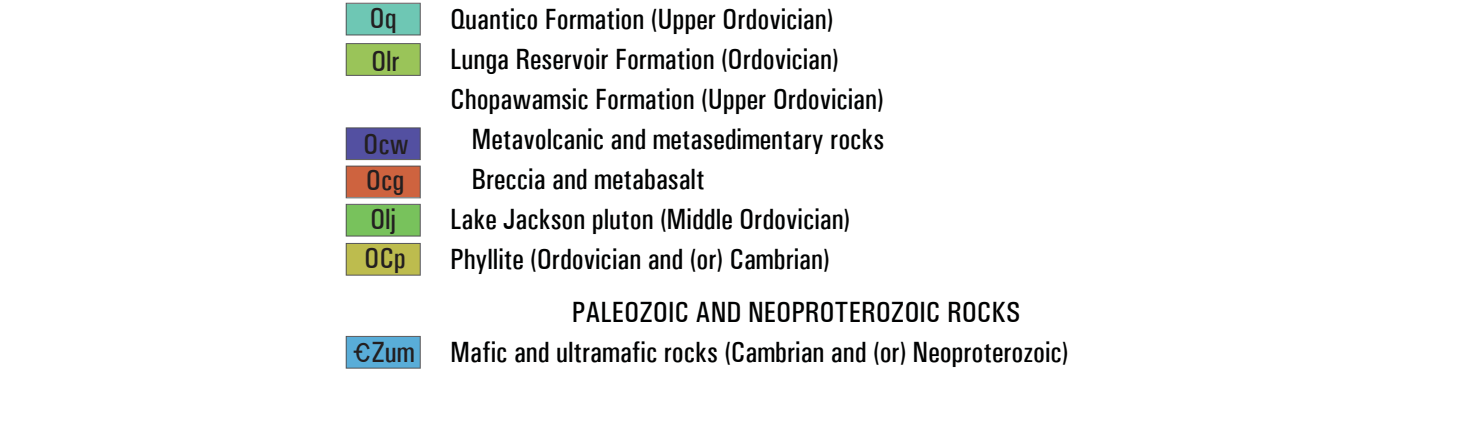 Oq Quantico Formation (Upper Ordovician)
Olr Lunga Reservoir Formation (Ordovician)
Chopawamsic Formation (Upper Ordovician)
Ocw Metavolcanic and metasedimentary rocks
Ocg Breccia and metabasalt
Olj Lake Jackson pluton (Middle Ordovician)
OCp Phyllite (Ordovician and (or) Cambrian)
PALEOZOIC AND NEOPROTEROZOIC ROCKS
€Zum Mafic and ultramafic rocks (Cambrian and (or) Neoproterozoic)